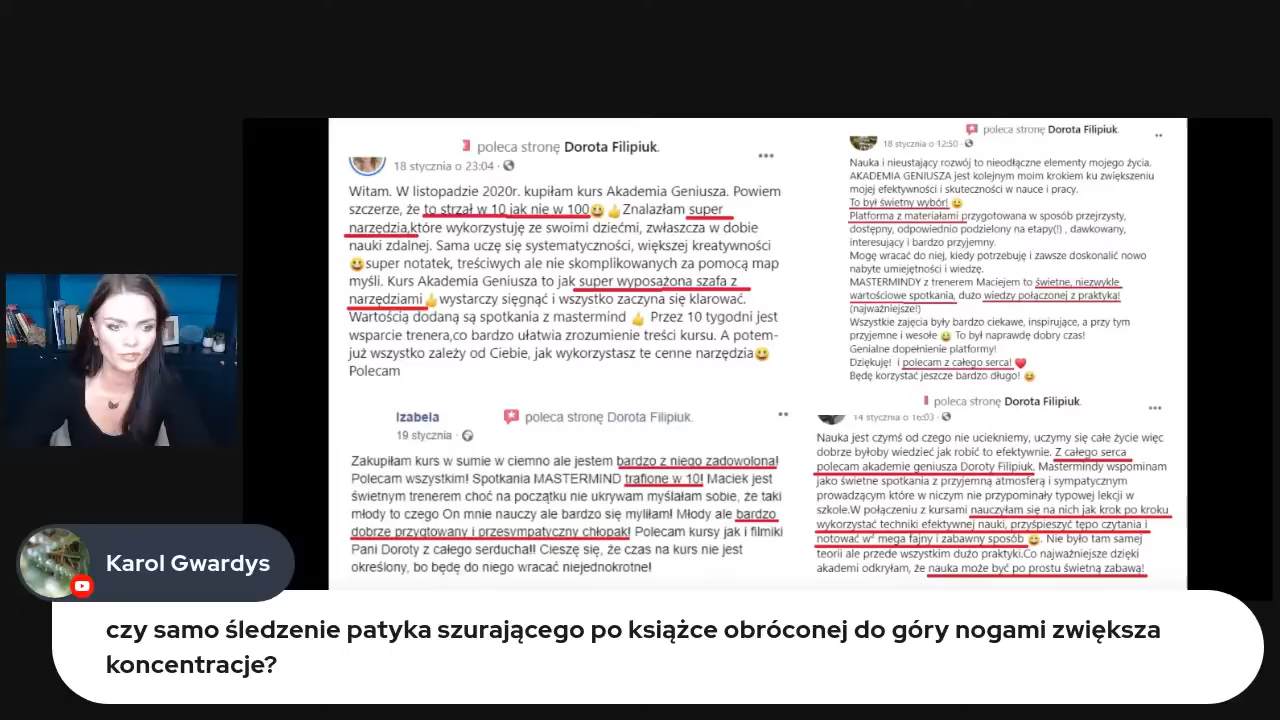 poleca stronę Dorota Filipiuk.
18 stycznia o 23:04 ·
Witam. W listopadzie 2020r. kupiłam kurs Akademia Geniusza. Powiem
szczerze, że to strzał w 10 jak nie w 100😃👍Znalazłam super
narzędzia,które wykorzystuję ze swoimi dziećmi, zwłaszcza w dobie
nauki zdalnej. Sama uczę się systematyczności, większej kreatywności
😃super notatek, treściwych ale nie skomplikowanych za pomocą map
myśli. Kurs Akademia Geniusza to jak super wyposażona szafa z
narzędziami👍wystarczy sięgnąć i wszystko zaczyna się klarować.
Wartością dodaną są spotkania z mastermind 👍 Przez 10 tygodni jest
wsparcie trenera,co bardzo ułatwia zrozumienie treści kursu. A potem-
już wszystko zależy od Ciebie, jak wykorzystasz te cenne narzędzia😃
Polecam
poleca stronę Dorota Filipiuk.
18 stycznia o 12:50 ·
Nauka i nieustający rozwój to nieodłączne elementy mojego życia.
AKADEMIA GENIUSZA jest kolejnym moim krokiem ku zwiększeniu
mojej efektywności i skuteczności w nauce i pracy.
To był świetny wybór! 😀
Platforma z materiałami przygotowana w sposób przejrzysty,
dostępny, odpowiednio podzielony na etapy(!) , dawkowany,
interesujący i bardzo przyjemny.
Mogę wracać do niej, kiedy potrzebuję i zawsze doskonalić nowo
nabyte umiejętności i wiedzę.
MASTERMINDY z trenerem Maciejem to świetne, niezwykle
wartościowe spotkania, dużo wiedzy połączonej z praktyką!
(najważniejsze!)
Wszystkie zajęcia były bardzo ciekawe, inspirujące, a przy tym
przyjemne i wesołe 😀 To był naprawdę dobry czas!
Genialne dopełnienie platformy!
Dziękuję! i polecam z całego serca! ❤️
Będę korzystać jeszcze bardzo długo! 😊
Izabela poleca stronę Dorota Filipiuk.
19 stycznia ·
Zakupiłam kurs w sumie w ciemno ale jestem bardzo z niego zadowolona!
Polecam wszystkim! Spotkania MASTERMIND trafione w 10! Maciek jest
świetnym trenerem choć na początku nie ukrywam myślałam sobie, że taki
młody to czego On mnie nauczy ale bardzo się myliłam! Młody ale bardzo
dobrze przygtowany i przesympatyczny chłopak! Polecam kursy jak i filmiki
Pani Doroty z całego serducha!! Cieszę się, że czas na kurs nie jest
określony, bo będę do niego wracać niejednokrotne!
poleca stronę Dorota Filipiuk.
14 stycznia o 16:03 ·
Nauka jest czymś od czego nie uciekniemy, uczymy się całe życie więc
dobrze byłoby wiedzieć jak robić to efektywnie. Z całego serca
polecam akademie geniusza Doroty Filipiuk. Mastermindy wspominam
jako świetne spotkania z przyjemną atmosferą i sympatycznym
prowadzącym które w niczym nie przypominały typowej lekcji w
szkole.W połączeniu z kursami nauczyłam się na nich jak krok po kroku
wykorzystać techniki efektywnej nauki, przyśpieszyć tępo czytania i
notować w² mega fajny i zabawny sposób 😀. Nie było tam samej
teorii ale przede wszystkim dużo praktyki.Co najważniejsze dzięki
akademi odkryłam, że nauka może być po prostu świetną zabawą!
Karol Gwardys
czy samo śledzenie patyka szurającego po książce obróconej do góry nogami zwiększa
koncentracje?